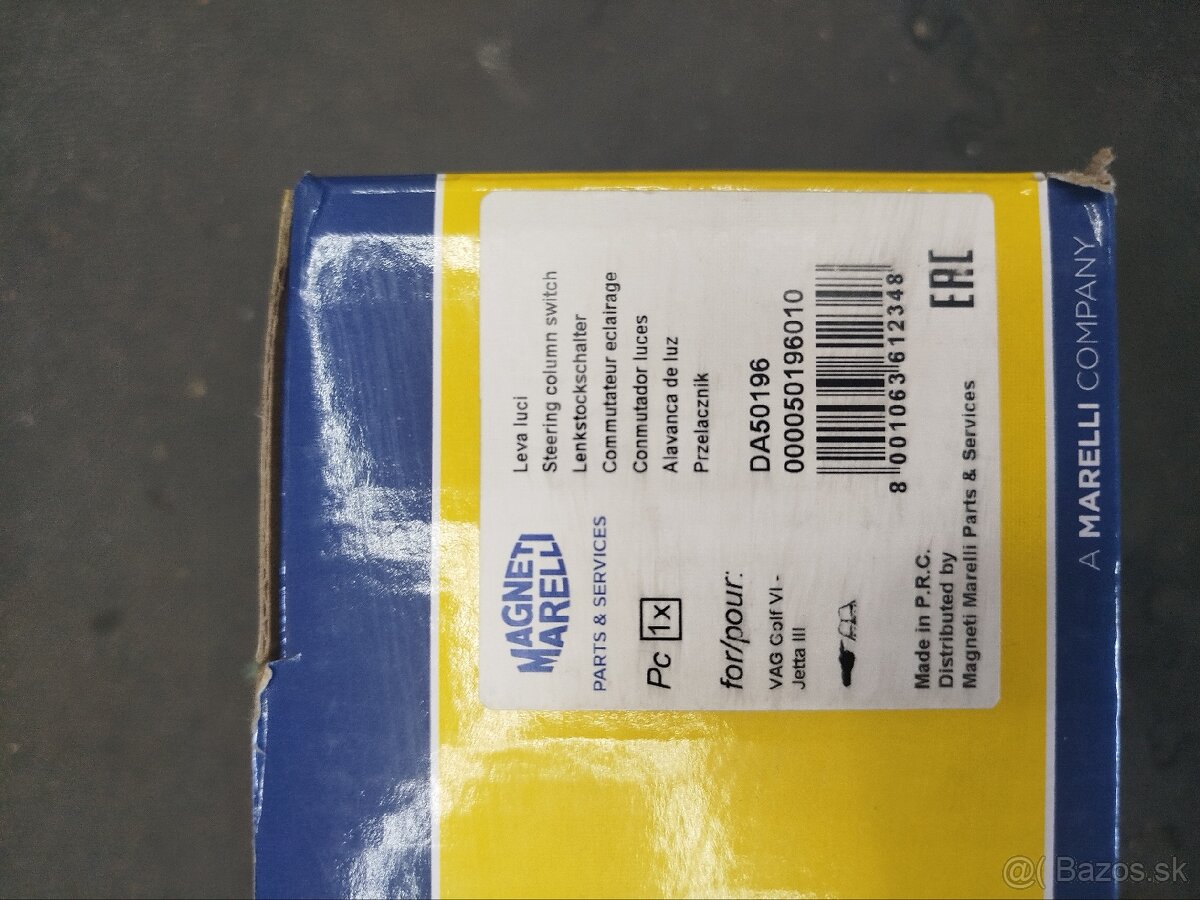 MAGNETI
MARELLI
PARTS & SERVICES
Leva luci
Steering column switch
Lenkstockschalter
Commutateur eclairage
Conmutador luces
Alavanca de luz
Przelacznik
Pc 1x
for/pour:
VAG Golf VI -
Jetta III
DA50196
000050196010
8 001063 612348
Made in P.R.C.
Distributed by
Magneti Marelli Parts & Services
EAC
A MARELLI COMPANY
@( Bazos.sk